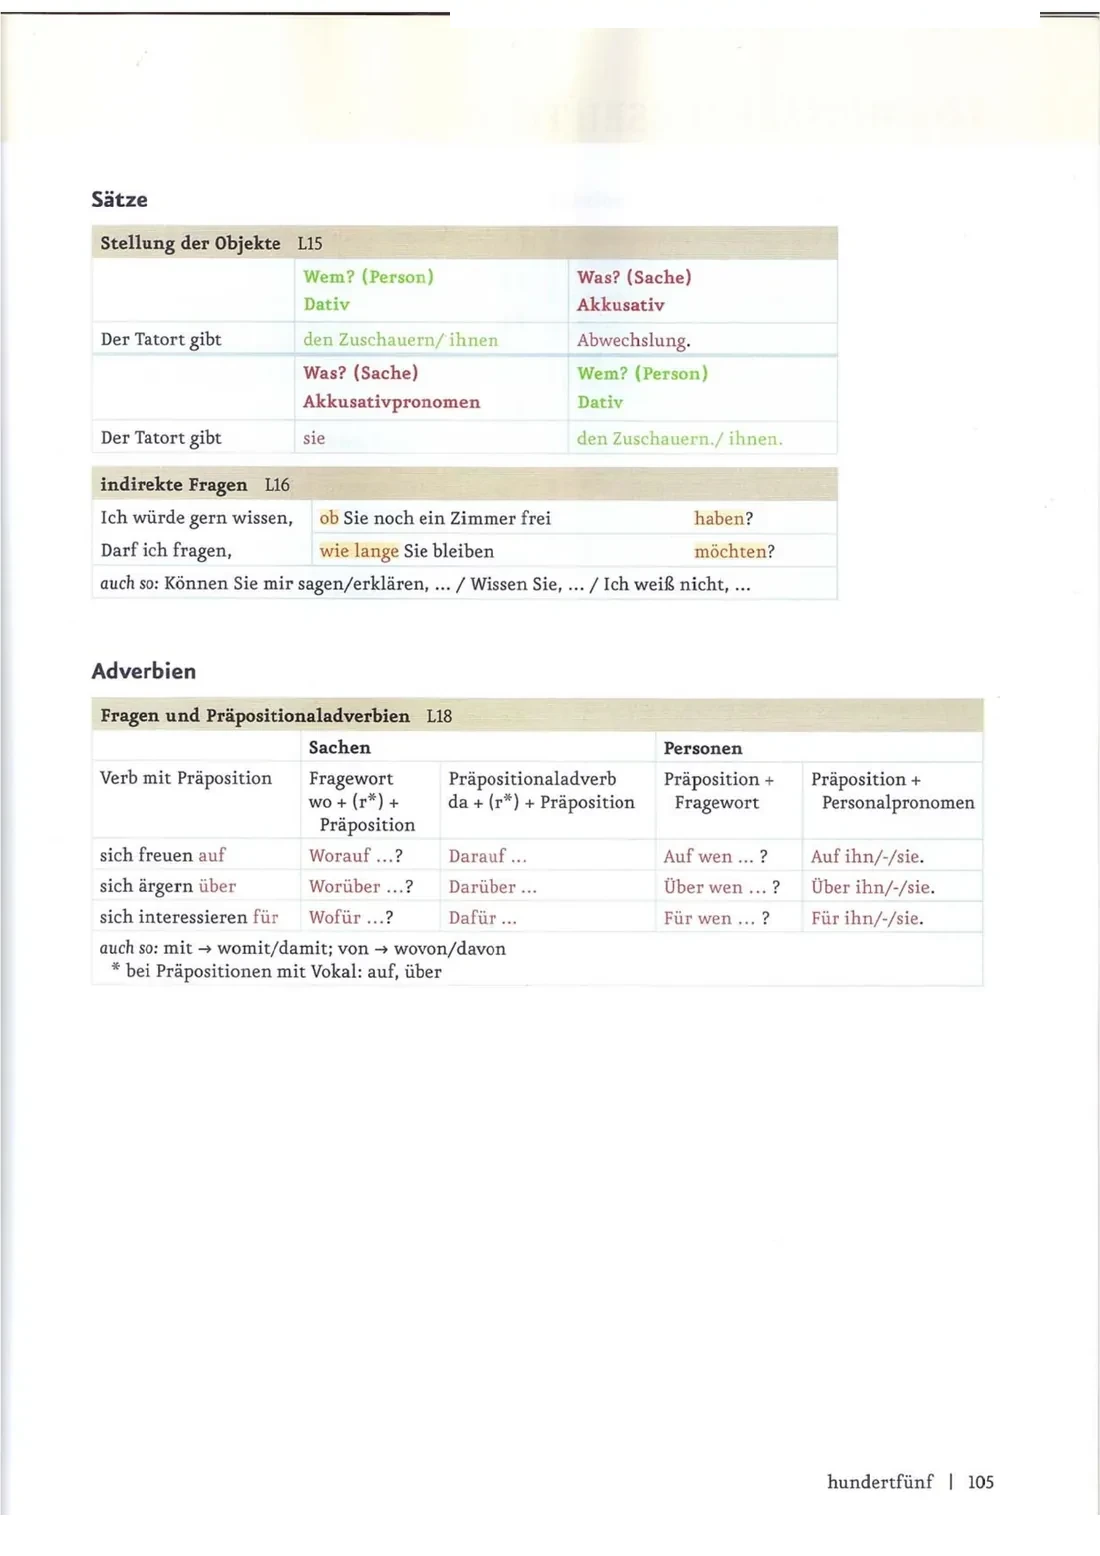 Sätze
Stellung der Objekte L15
Wem? (Person) Was? (Sache)
Dativ Akkusativ
Der Tatort gibt den Zuschauern/ ihnen Abwechslung.
Was? (Sache) Wem? (Person)
Akkusativpronomen Dativ
Der Tatort gibt sie den Zuschauern./ ihnen.
indirekte Fragen L16
Ich würde gern wissen, ob Sie noch ein Zimmer frei haben?
Darf ich fragen, wie lange Sie bleiben möchten?
auch so: Können Sie mir sagen/erklären, ... / Wissen Sie, ... / Ich weiß nicht, ...
Adverbien
Fragen und Präpositionaladverbien L18
Sachen Personen
Verb mit Präposition Fragewort Präpositionaladverb Präposition + Präposition +
wo + (r*) + da + (r*) + Präposition Fragewort Personalpronomen
Präposition
sich freuen auf Worauf ...? Darauf ... Auf wen ... ? Auf ihn/-/sie.
sich ärgern über Worüber ...? Darüber ... Über wen ... ? Über ihn/-/sie.
sich interessieren für Wofür ...? Dafür ... Für wen ... ? Für ihn/-/sie.
auch so: mit → womit/damit; von → wovon/davon
* bei Präpositionen mit Vokal: auf, über
hundertfünf | 105